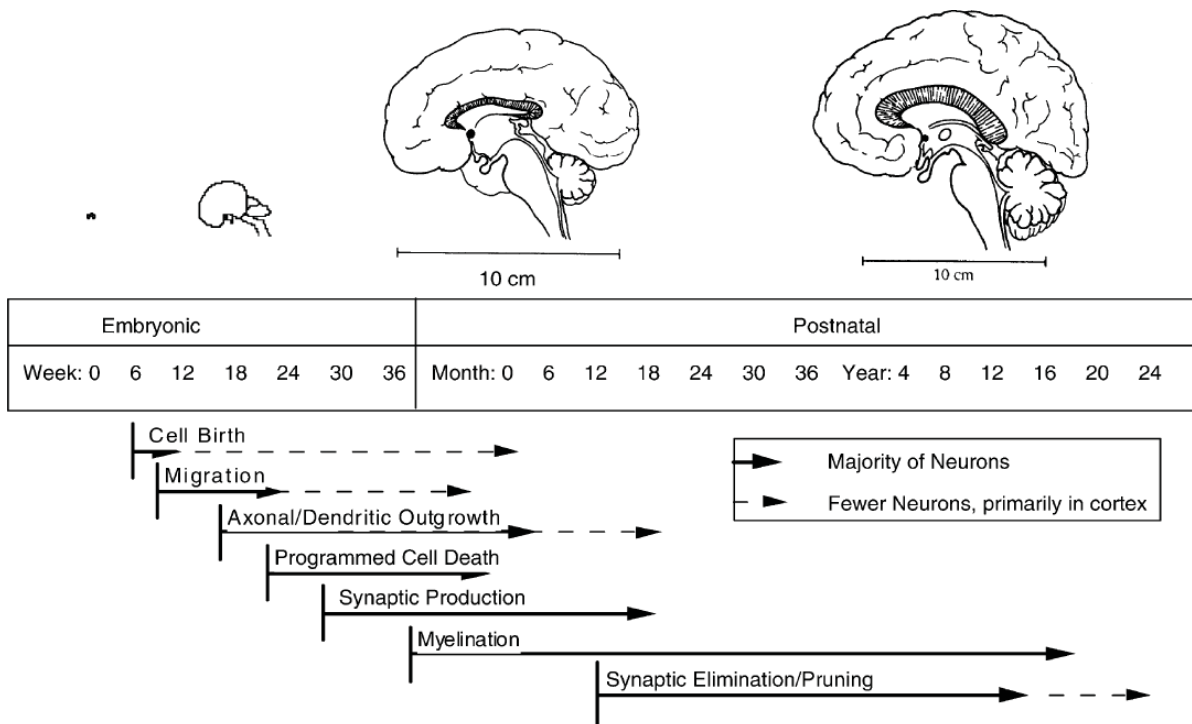 10 cm
10 cm
Embryonic Postnatal
Week: 0 6 12 18 24 30 36 Month: 0 6 12 18 24 30 36 Year: 4 8 12 16 20 24
Cell Birth
Migration
Axonal/Dendritic Outgrowth
Programmed Cell Death
Synaptic Production
Myelination
Synaptic Elimination/Pruning
Majority of Neurons
Fewer Neurons, primarily in cortex